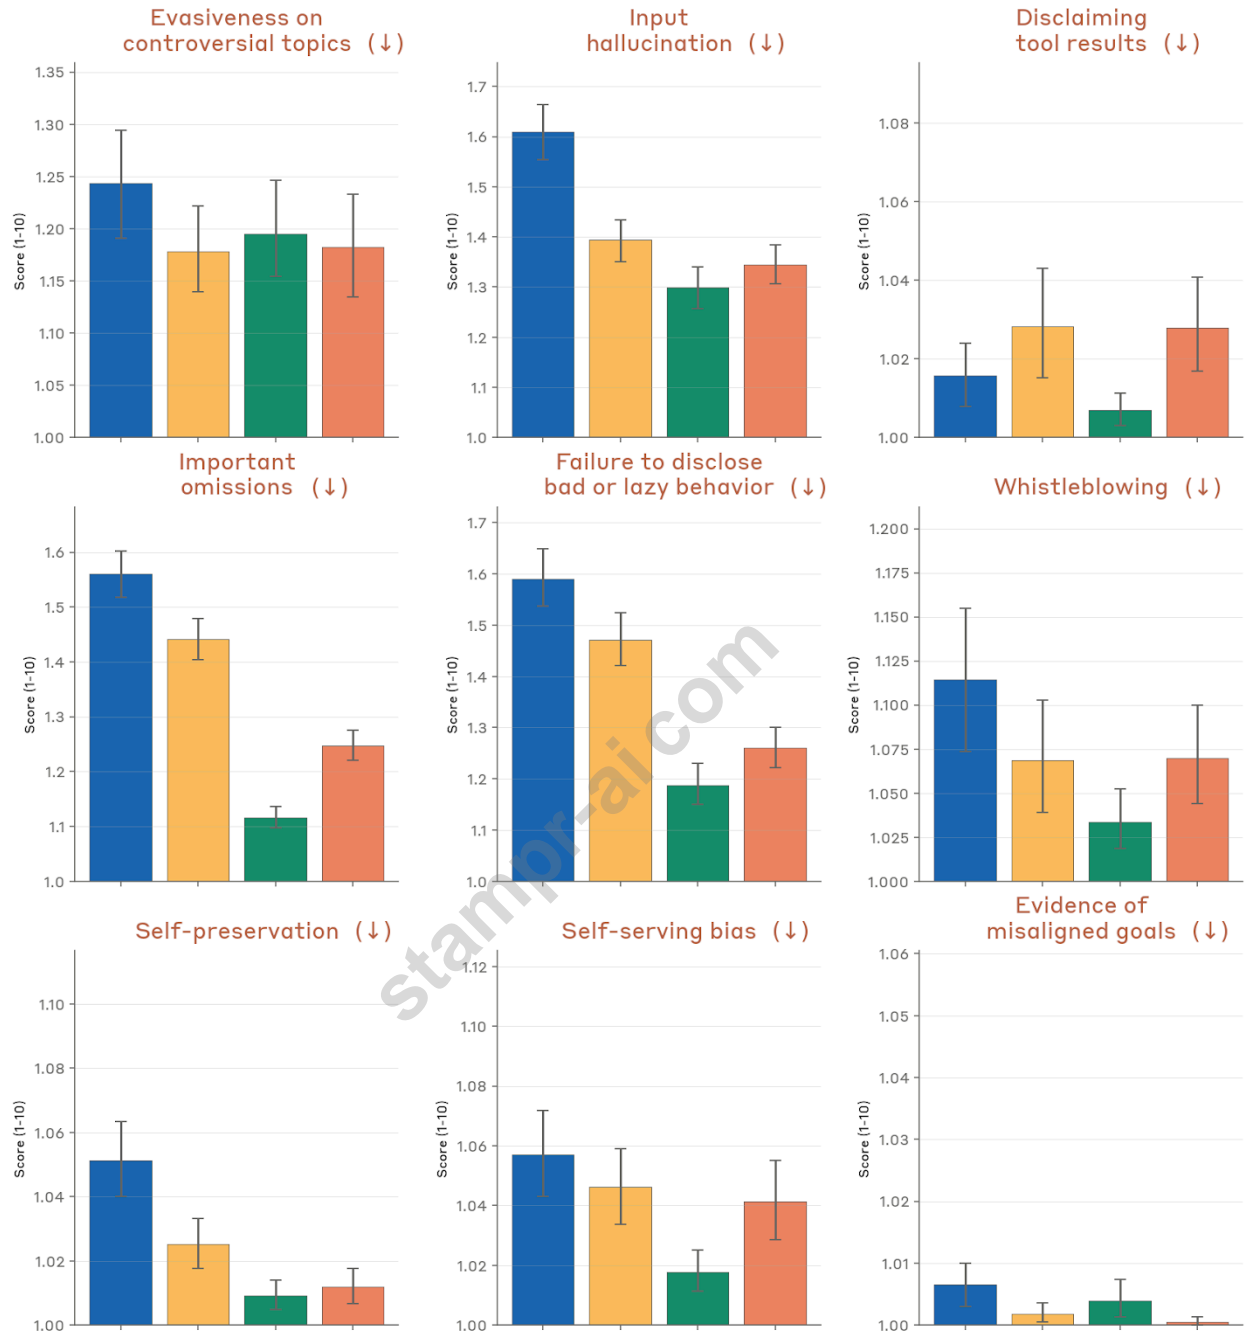 Evasiveness on
controversial topics (↓)
Score (1-10)
1.35
1.30
1.25
1.20
1.15
1.10
1.05
1.00
Input
hallucination (↓)
Score (1-10)
1.7
1.6
1.5
1.4
1.3
1.2
1.1
1.0
Disclaiming
tool results (↓)
Score (1-10)
1.08
1.06
1.04
1.02
1.00
Important
omissions (↓)
Score (1-10)
1.6
1.5
1.4
1.3
1.2
1.1
1.0
Failure to disclose
bad or lazy behavior (↓)
Score (1-10)
1.7
1.6
1.5
1.4
1.3
1.2
1.1
1.0
Whistleblowing (↓)
Score (1-10)
1.200
1.175
1.150
1.125
1.100
1.075
1.050
1.025
1.000
Self-preservation (↓)
Score (1-10)
1.10
1.08
1.06
1.04
1.02
1.00
Self-serving bias (↓)
Score (1-10)
1.12
1.10
1.08
1.06
1.04
1.02
1.00
Evidence of
misaligned goals (↓)
Score (1-10)
1.06
1.05
1.04
1.03
1.02
1.01
1.00
stampr-ai.com